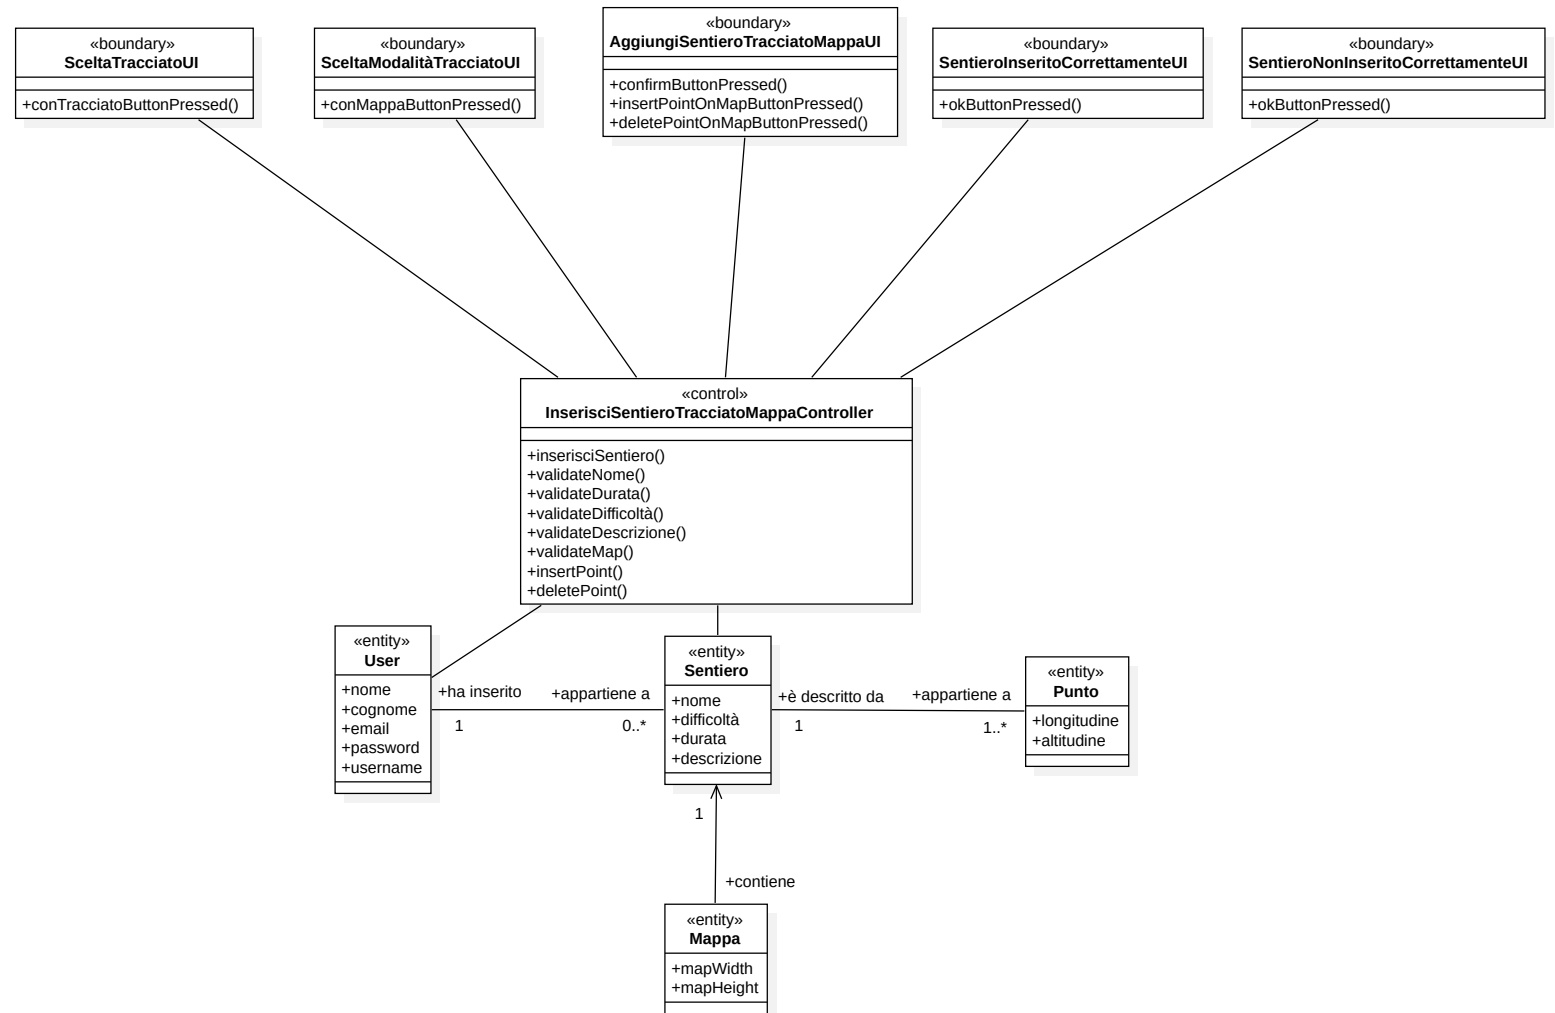 «boundary»
SceltaTracciatoUI
+conTracciatoButtonPressed()
«boundary»
SceltaModalitàTracciatoUI
+conMappaButtonPressed()
«boundary»
AggiungiSentieroTracciatoMappaUI
+confirmButtonPressed()
+insertPointOnMapButtonPressed()
+deletePointOnMapButtonPressed()
«boundary»
SentieroInseritoCorrettamenteUI
+okButtonPressed()
«boundary»
SentieroNonInseritoCorrettamenteUI
+okButtonPressed()
«control»
InserisciSentieroTracciatoMappaController
+inserisciSentiero()
+validateNome()
+validateDurata()
+validateDifficoltà()
+validateDescrizione()
+validateMap()
+insertPoint()
+deletePoint()
«entity»
User
+nome
+cognome
+email
+password
+username
+ha inserito
1
+appartiene a
0..*
«entity»
Sentiero
+nome
+difficoltà
+durata
+descrizione
+è descritto da
1
+appartiene a
1..*
«entity»
Punto
+longitudine
+altitudine
1
+contiene
«entity»
Mappa
+mapWidth
+mapHeight